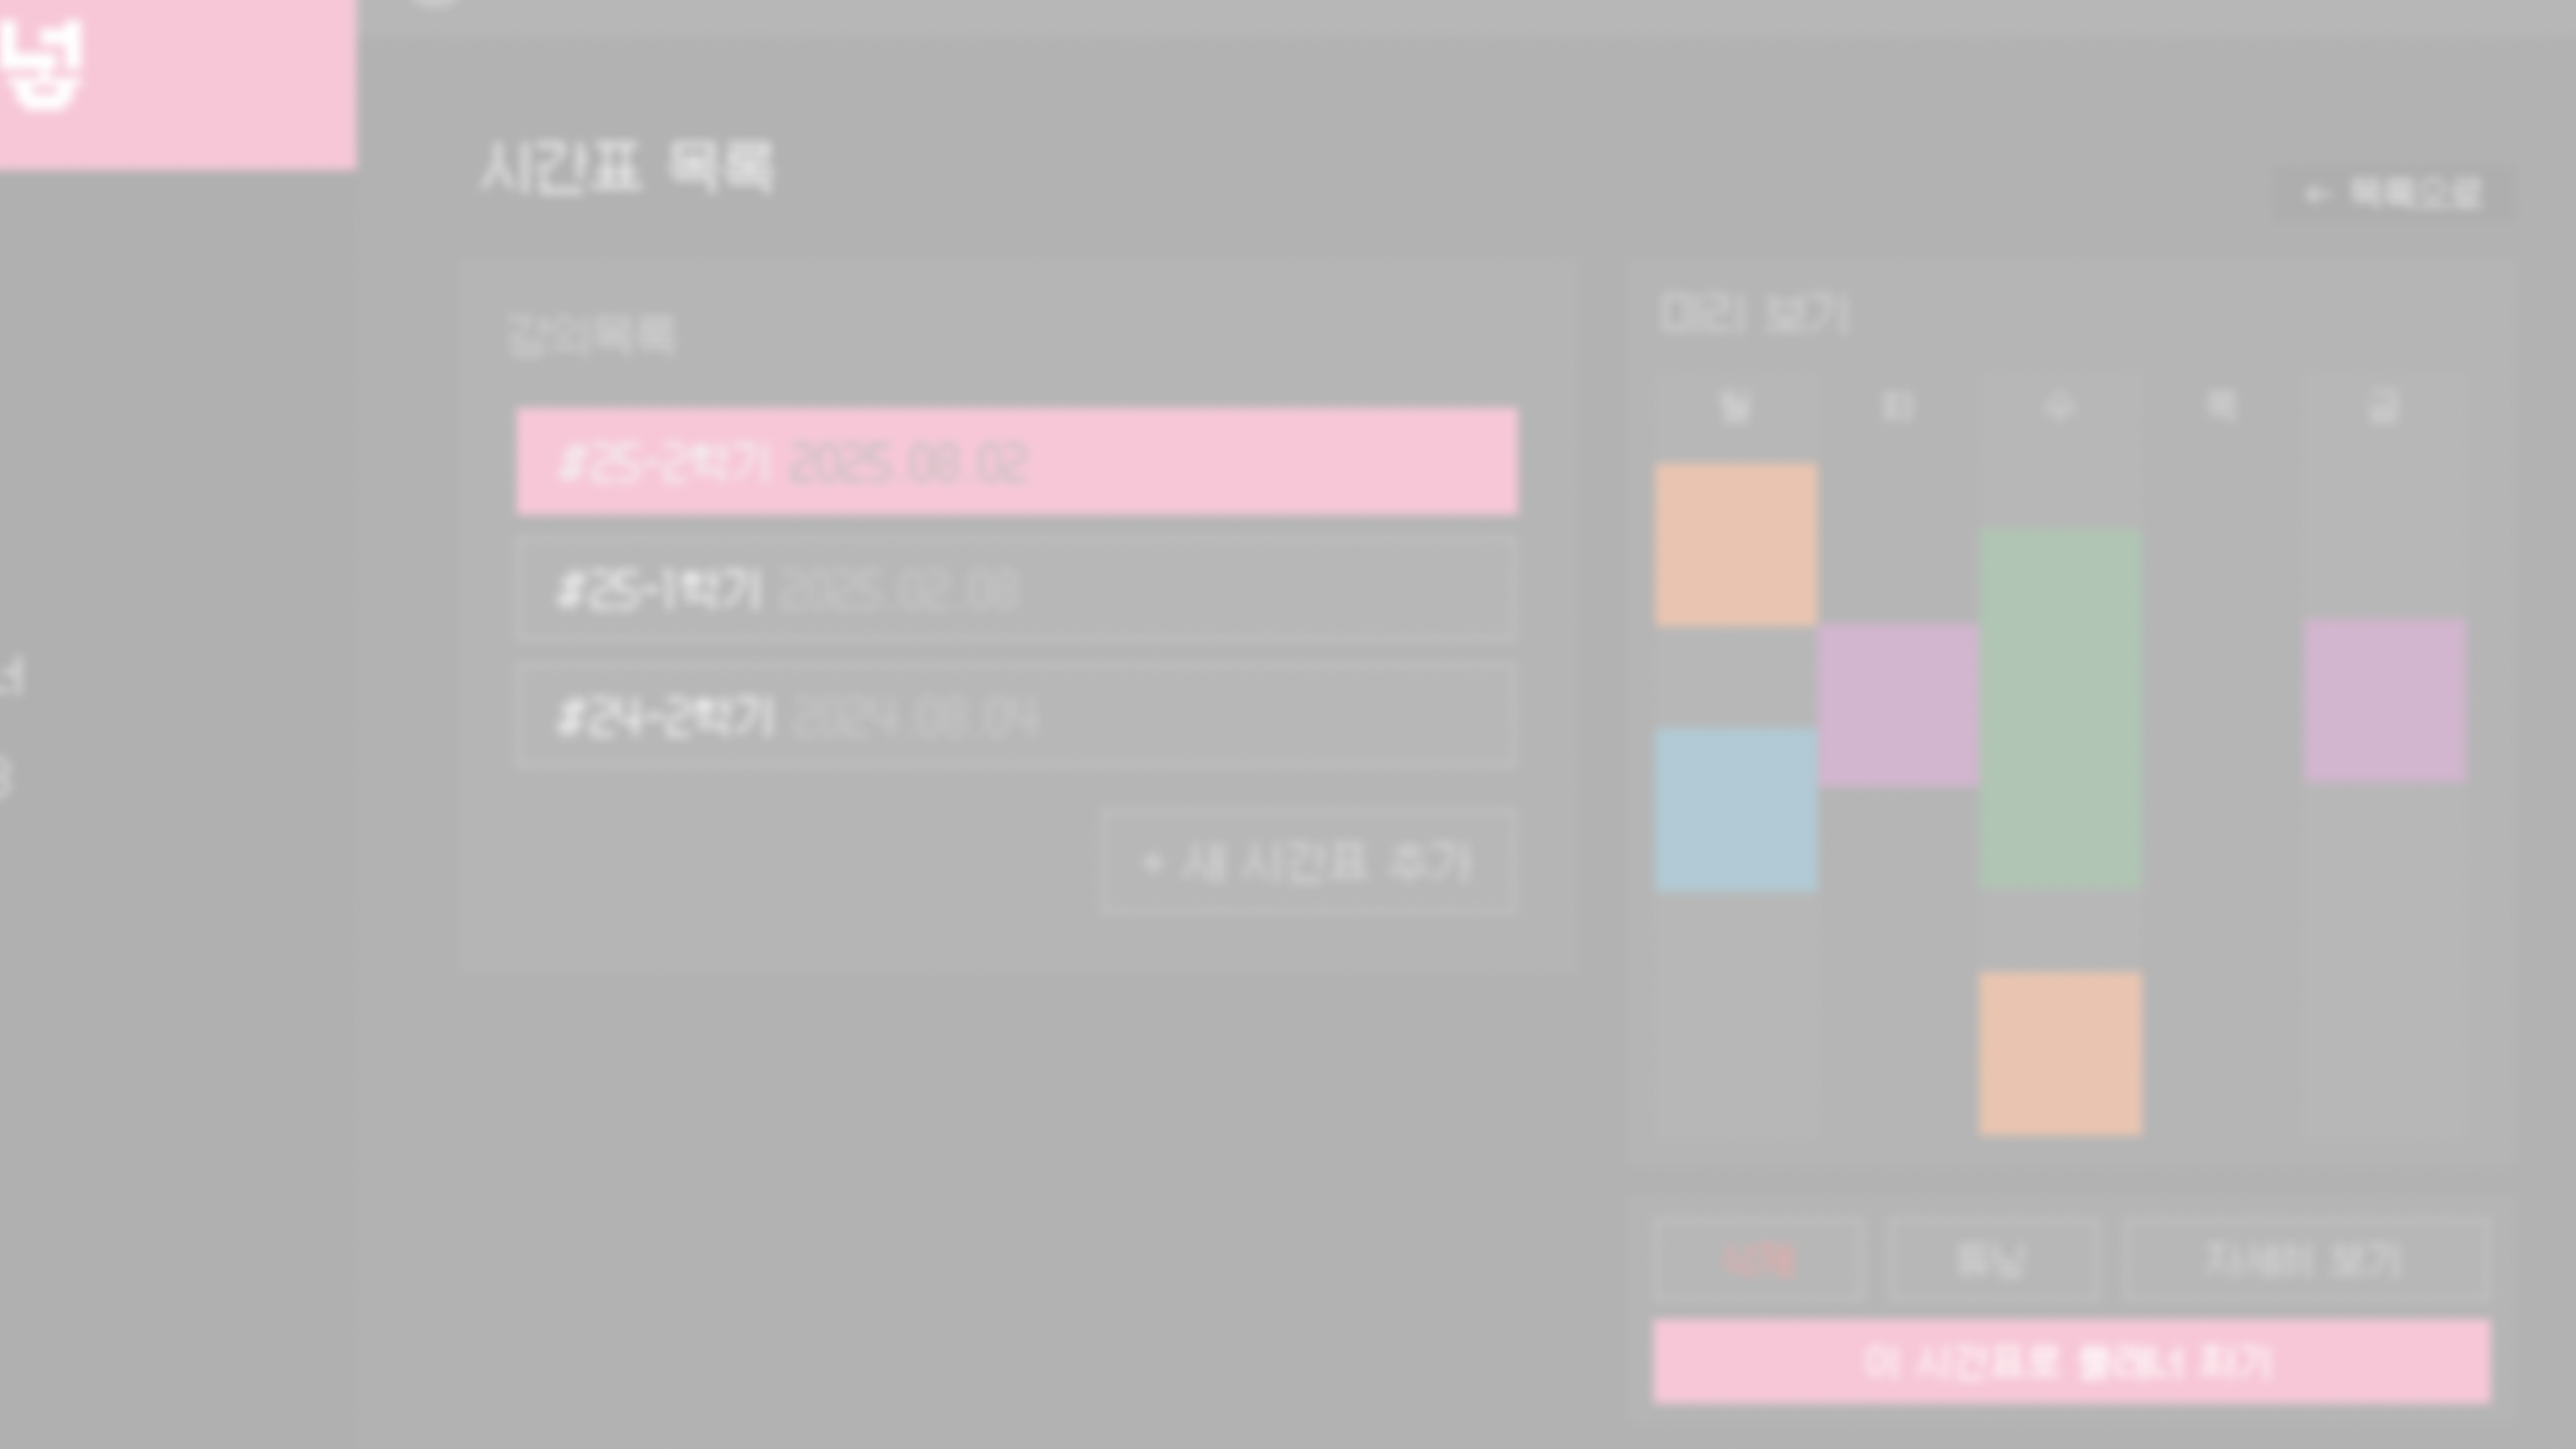 넝
시간표 목록
← 목록으로
강의목록
미리 보기
월 화 수 목 금
#25-2학기 2025.08.02
#25-1학기 2025.02.08
#24-2학기 2024.08.04
+ 새 시간표 추가
삭제 튜닝 자세히 보기
이 시간표로 플래너 짜기